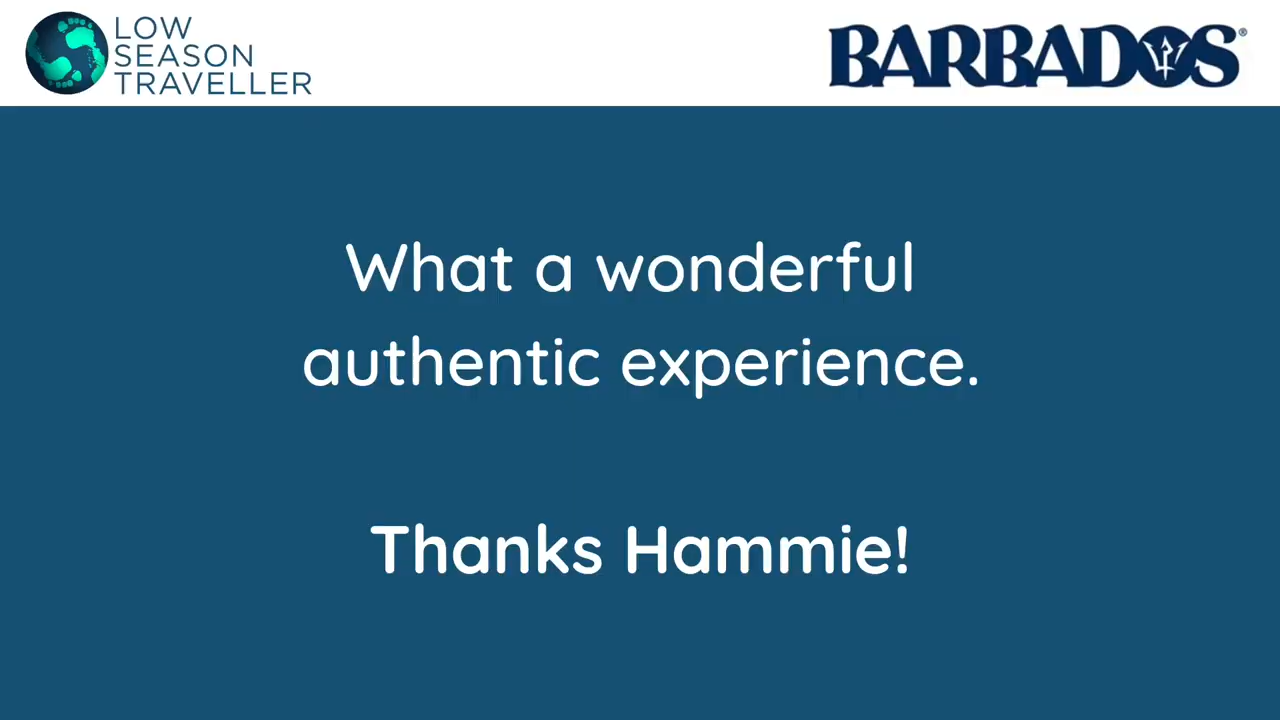 LOW
SEASON
TRAVELLER
BARBADOS®
What a wonderful
authentic experience.
Thanks Hammie!